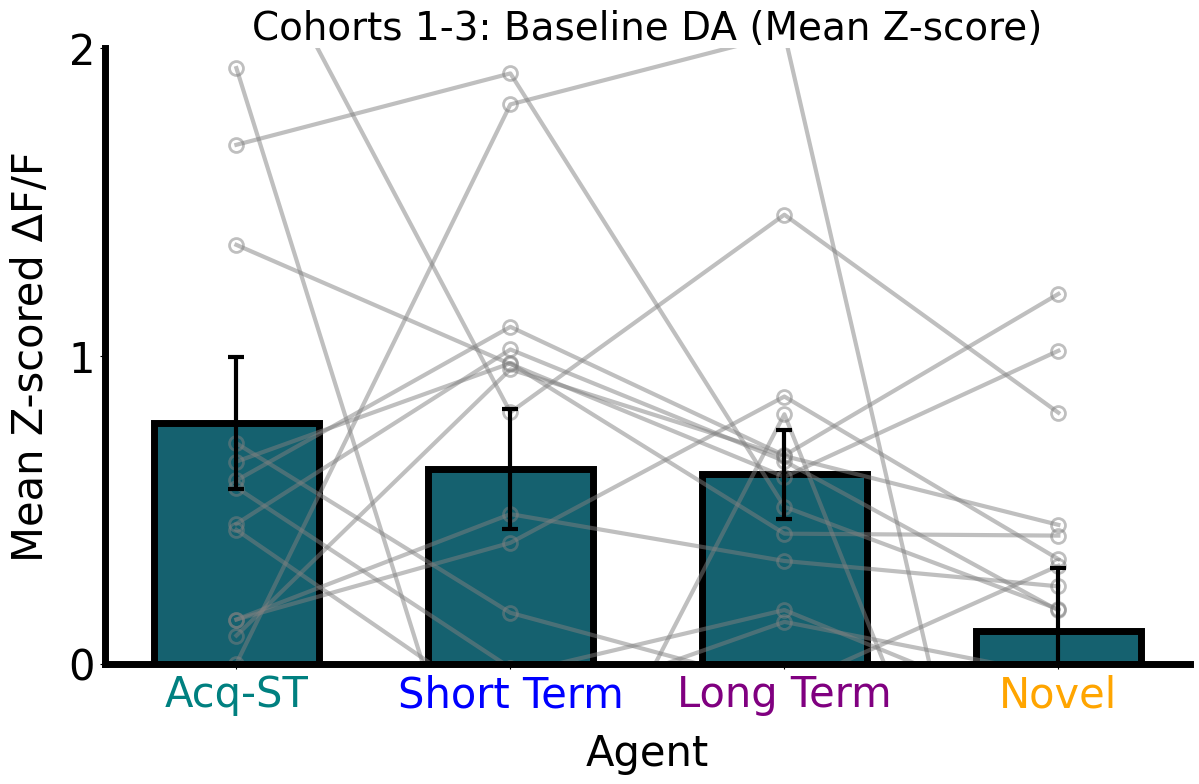 Cohorts 1-3: Baseline DA (Mean Z-score)
Mean Z-scored ΔF/F
2
1
0
Acq-ST Short Term Long Term Novel
Agent